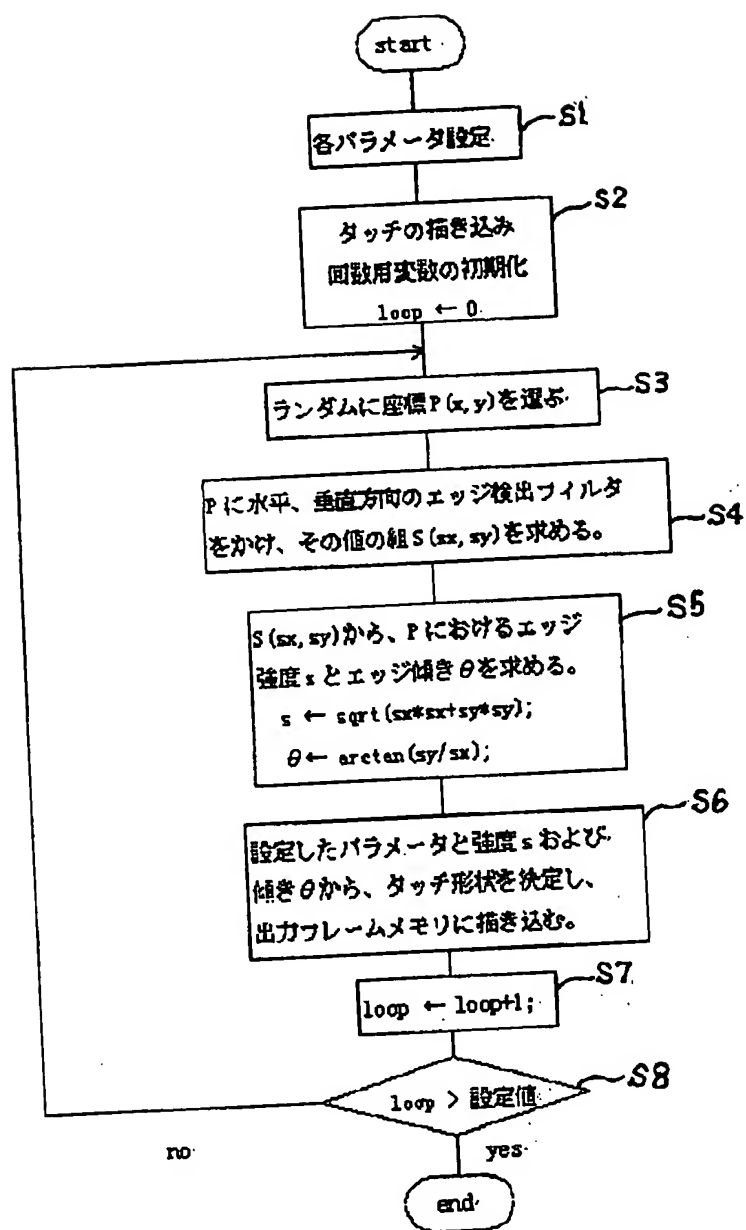 start
S1
各パラメータ設定
S2
タッチの描き込み
回数用変数の初期化
loop ← 0
S3
ランダムに座標P(x,y)を選ぶ
Pに水平、垂直方向のエッジ検出フィルタ
をかけ、その値の組S(sx,sy)を求める。
S4
S5
S(sx,sy)から、Pにおけるエッジ
強度sとエッジ傾きθを求める。
s ← sqrt(sx*sx+sy*sy);
θ← arctan(sy/sx);
S6
設定したパラメータと強度sおよび
傾きθから、タッチ形状を決定し、
出力フレームメモリに描き込む。
S7
loop ← loop+1;
S8
loop > 設定値
no
yes
end